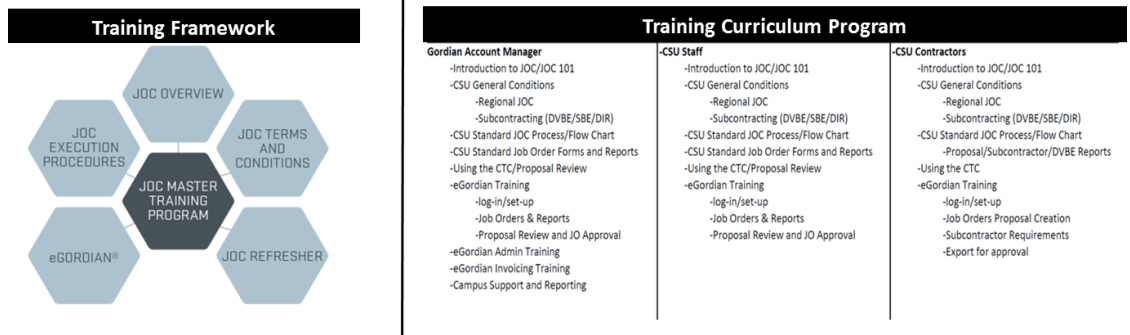 Training Framework
JOC OVERVIEW
JOC
EXECUTION
PROCEDURES
JOC TERMS
AND
CONDITIONS
JOC MASTER
TRAINING
PROGRAM
eGORDIAN®
JOC REFRESHER
Training Curriculum Program
Gordian Account Manager
-Introduction to JOC/JOC 101
-CSU General Conditions
-Regional JOC
-Subcontracting (DVBE/SBE/DIR)
-CSU Standard JOC Process/Flow Chart
-CSU Standard Job Order Forms and Reports
-Using the CTC/Proposal Review
-eGordian Training
-log-in/set-up
-Job Orders & Reports
-Proposal Review and JO Approval
-eGordian Admin Training
-eGordian Invoicing Training
-Campus Support and Reporting
-CSU Staff
-Introduction to JOC/JOC 101
-CSU General Conditions
-Regional JOC
-Subcontracting (DVBE/SBE/DIR)
-CSU Standard JOC Process/Flow Chart
-CSU Standard Job Order Forms and Reports
-Using the CTC/Proposal Review
-eGordian Training
-log-in/set-up
-Job Orders & Reports
-Proposal Review and JO Approval
-CSU Contractors
-Introduction to JOC/JOC 101
-CSU General Conditions
-Regional JOC
-Subcontracting (DVBE/SBE/DIR)
-CSU Standard JOC Process/Flow Chart
-Proposal/Subcontractor/DVBE Reports
-Using the CTC
-eGordian Training
-log-in/set-up
-Job Orders Proposal Creation
-Subcontractor Requirements
-Export for approval